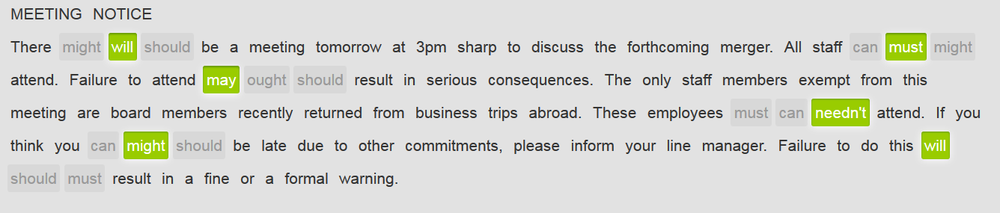 MEETING NOTICE
There might will should be a meeting tomorrow at 3pm sharp to discuss the forthcoming merger. All staff can must might
attend. Failure to attend may ought should result in serious consequences. The only staff members exempt from this
meeting are board members recently returned from business trips abroad. These employees must can needn't attend. If you
think you can might should be late due to other commitments, please inform your line manager. Failure to do this will
should must result in a fine or a formal warning.